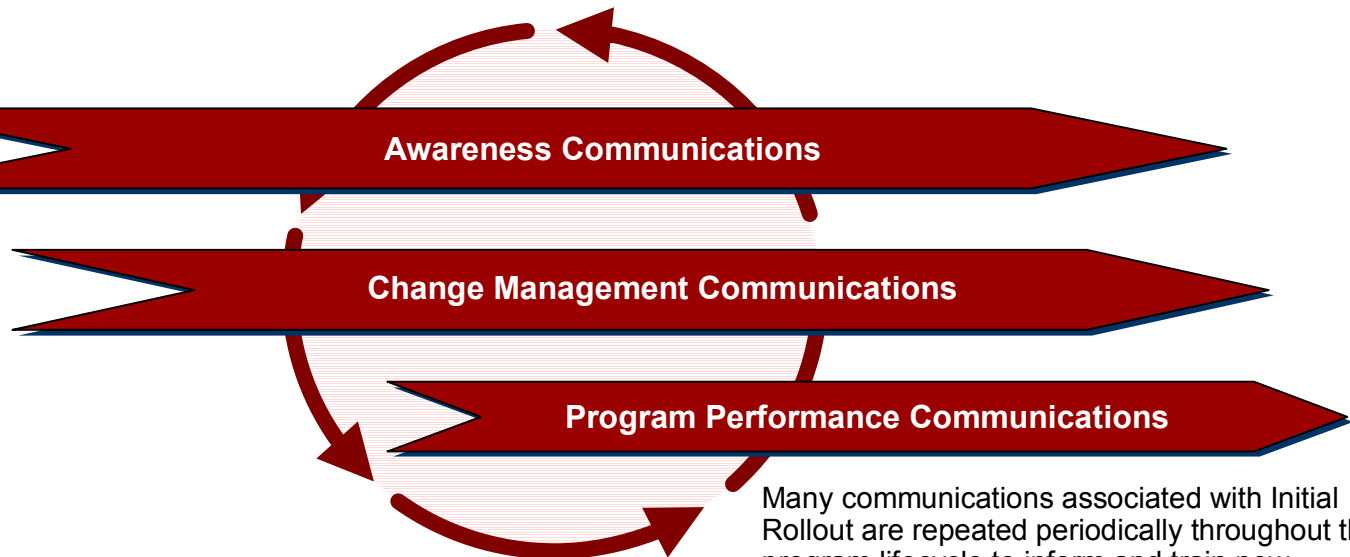 Awareness Communications
Change Management Communications
Program Performance Communications
Many communications associated with Initial
Rollout are repeated periodically throughout